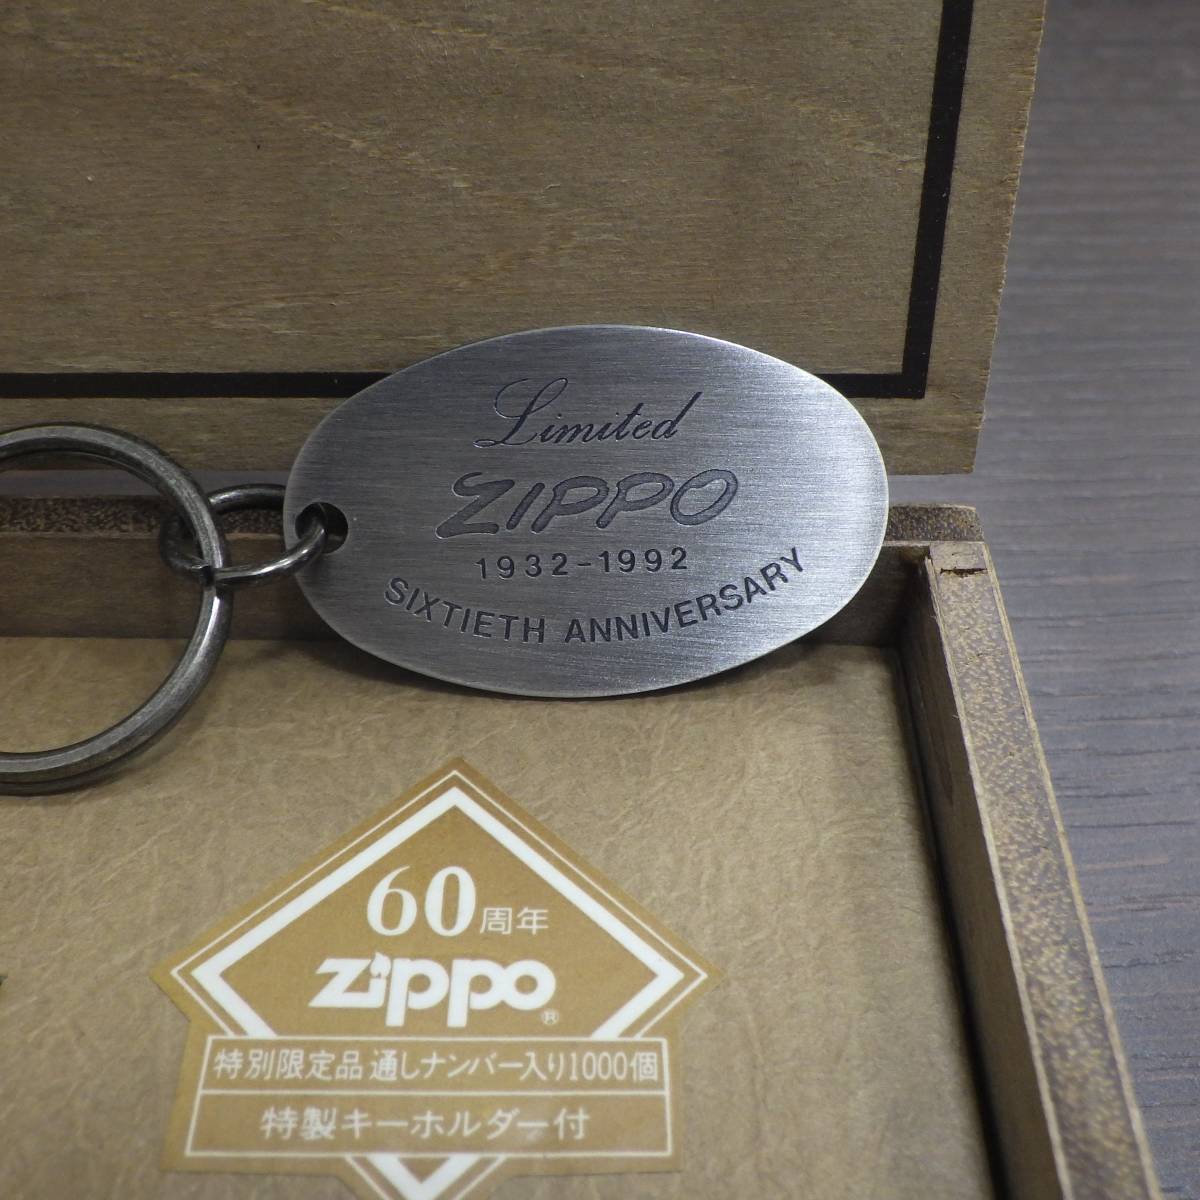 Limited
ZIPPO
1932-1992
SIXTIETH ANNIVERSARY
60周年
zippo®
特別限定品 通しナンバー入り1000個
特製キーホルダー付